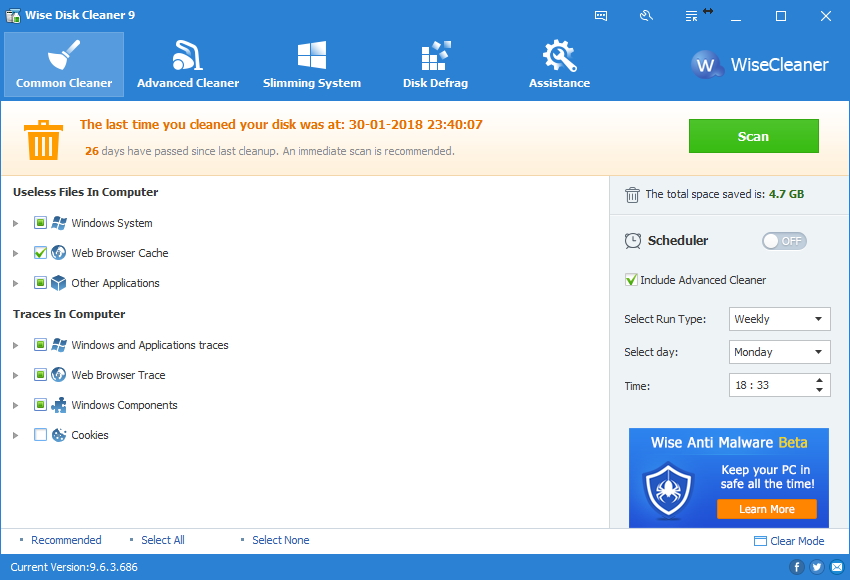 Wise Disk Cleaner 9
Common Cleaner
Advanced Cleaner
Slimming System
Disk Defrag
Assistance
W
WiseCleaner
The last time you cleaned your disk was at: 30-01-2018 23:40:07
26 days have passed since last cleanup. An immediate scan is recommended.
Scan
Useless Files In Computer
Windows System
Web Browser Cache
Other Applications
Traces In Computer
Windows and Applications traces
Web Browser Trace
Windows Components
Cookies
The total space saved is: 4.7 GB
Scheduler
OFF
Include Advanced Cleaner
Select Run Type:
Weekly
Select day:
Monday
Time:
18 : 33
Wise Anti Malware Beta
Keep your PC in
safe all the time!
Learn More
Recommended
Select All
Select None
Clear Mode
Current Version:9.6.3.686